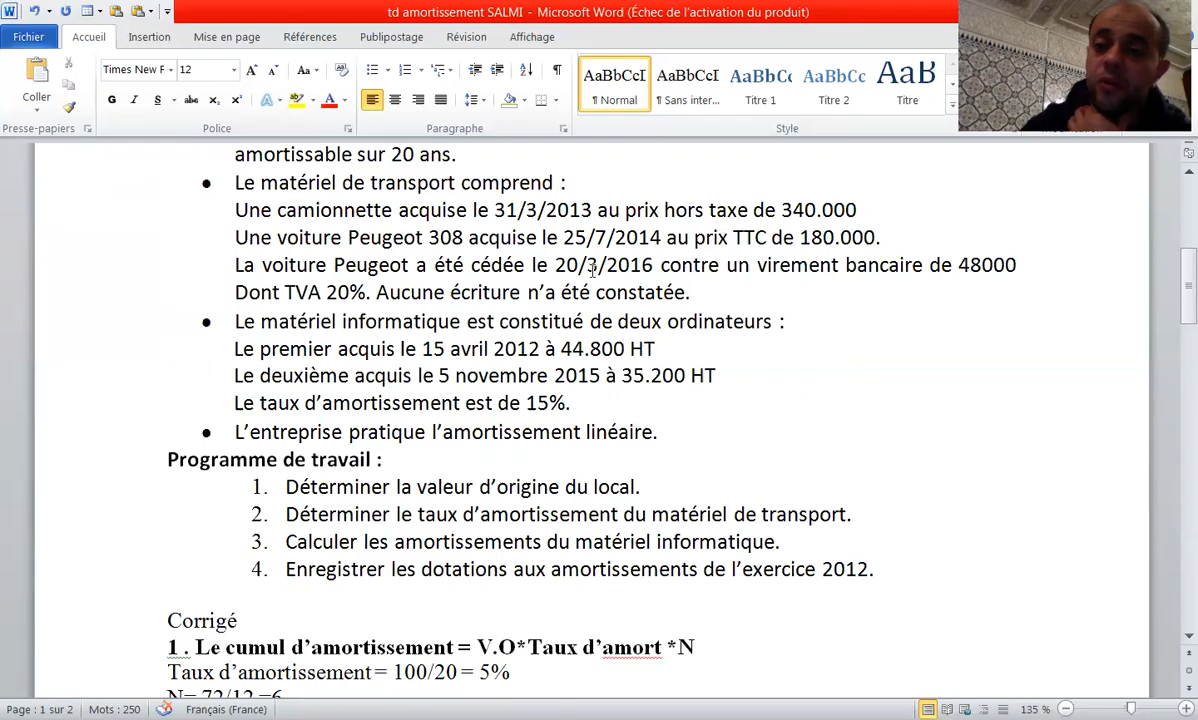 td amortissement SALMI - Microsoft Word (Échec de l'activation du produit)
Fichier Accueil Insertion Mise en page Références Publipostage Révision Affichage
Times New F 12
Coller
G I S abc x₂ x² A A
Presse-papiers Police Paragraphe Style
AaBbCcI AaBbCcI AaBbCc AaBbCc AaB
¶ Normal ¶ Sans inter... Titre 1 Titre 2 Titre
amortissable sur 20 ans.
• Le matériel de transport comprend :
Une camionnette acquise le 31/3/2013 au prix hors taxe de 340.000
Une voiture Peugeot 308 acquise le 25/7/2014 au prix TTC de 180.000.
La voiture Peugeot a été cédée le 20/3/2016 contre un virement bancaire de 48000
Dont TVA 20%. Aucune écriture n'a été constatée.
• Le matériel informatique est constitué de deux ordinateurs :
Le premier acquis le 15 avril 2012 à 44.800 HT
Le deuxième acquis le 5 novembre 2015 à 35.200 HT
Le taux d'amortissement est de 15%.
• L'entreprise pratique l'amortissement linéaire.
Programme de travail :
1. Déterminer la valeur d'origine du local.
2. Déterminer le taux d'amortissement du matériel de transport.
3. Calculer les amortissements du matériel informatique.
4. Enregistrer les dotations aux amortissements de l'exercice 2012.
Corrigé
1 . Le cumul d'amortissement = V.O*Taux d'amort *N
Taux d'amortissement = 100/20 = 5%
N= 72/12 =6
Page : 1 sur 2 Mots : 250 Français (France) 135 %